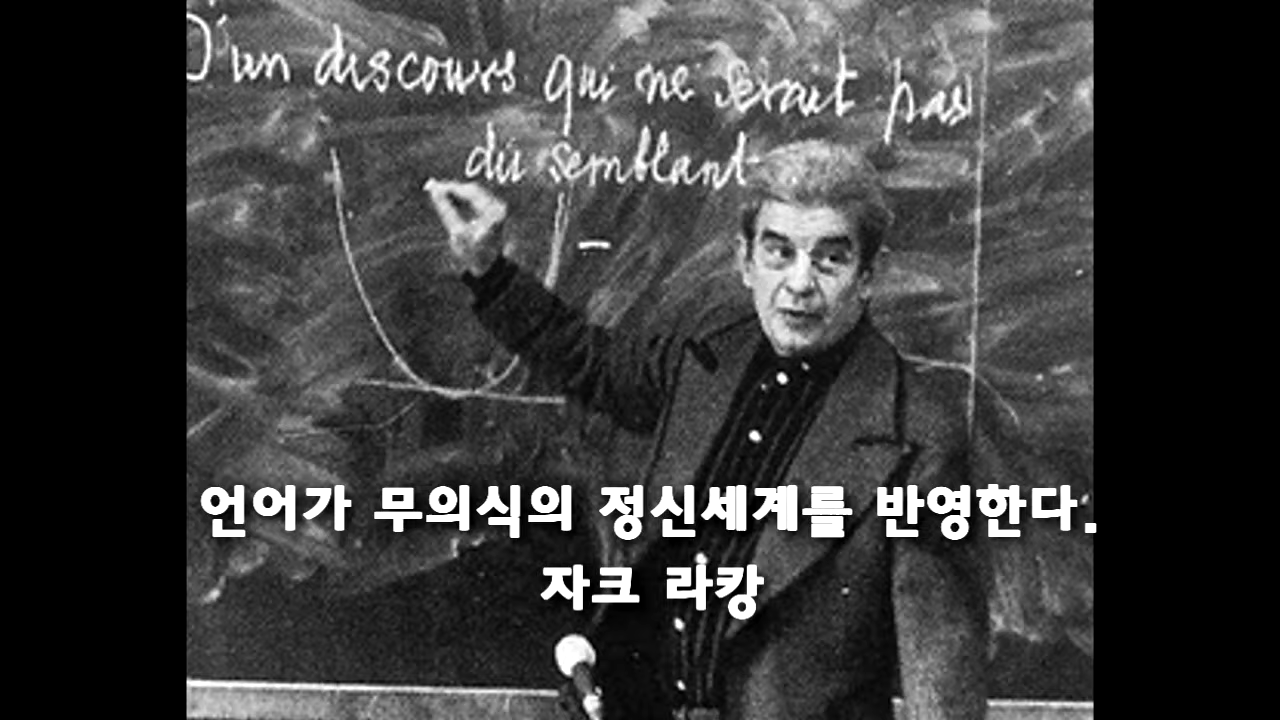 D'un discours qui ne serait pas
du semblant
언어가 무의식의 정신세계를 반영한다.
자크 라캉